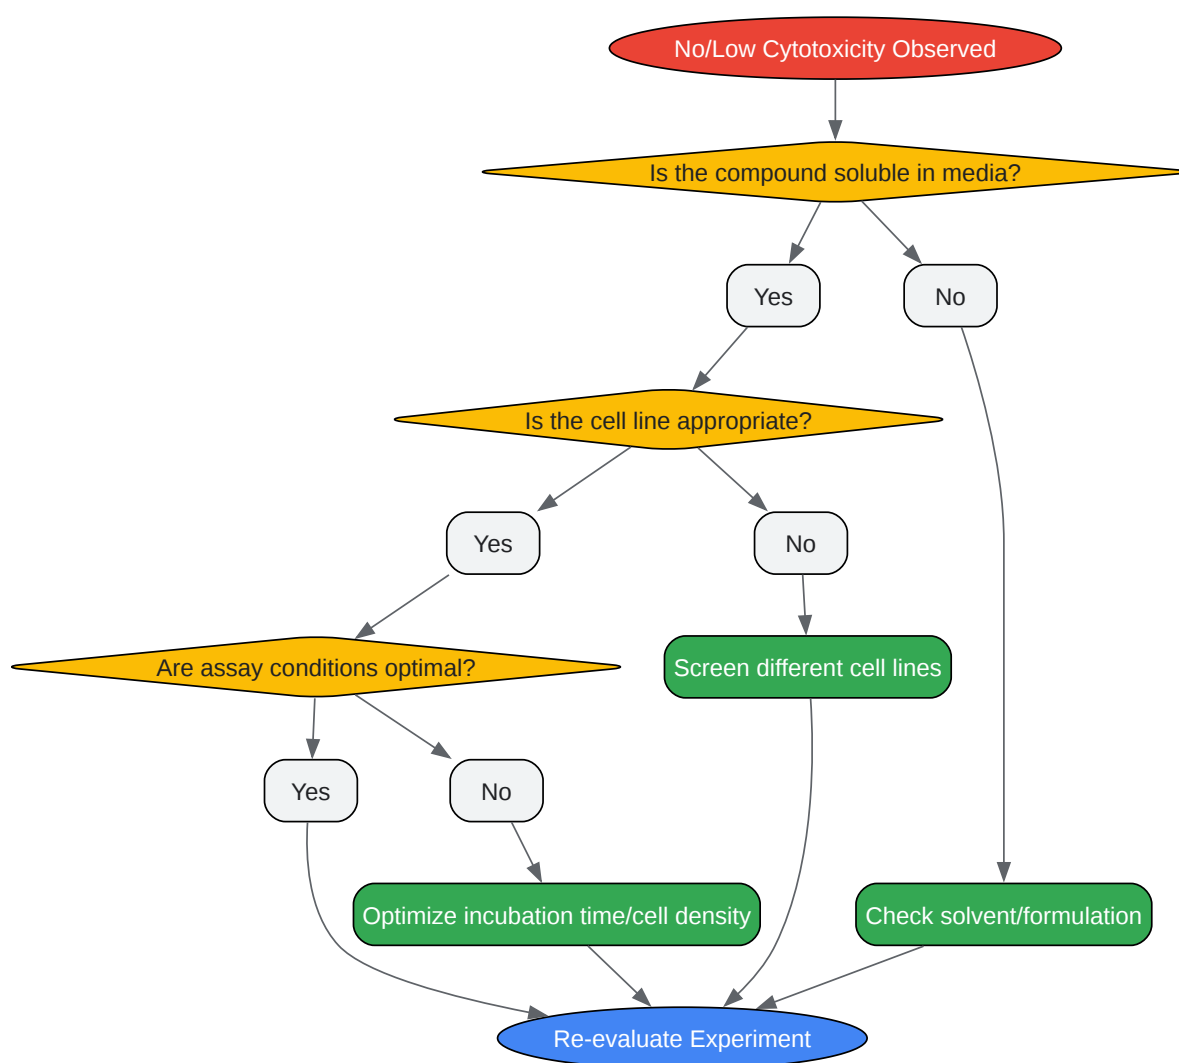 No/Low Cytotoxicity Observed
Is the compound soluble in media?
Yes
No
Is the cell line appropriate?
Yes
No
Are assay conditions optimal?
Screen different cell lines
Yes
No
Optimize incubation time/cell density
Check solvent/formulation
Re-evaluate Experiment